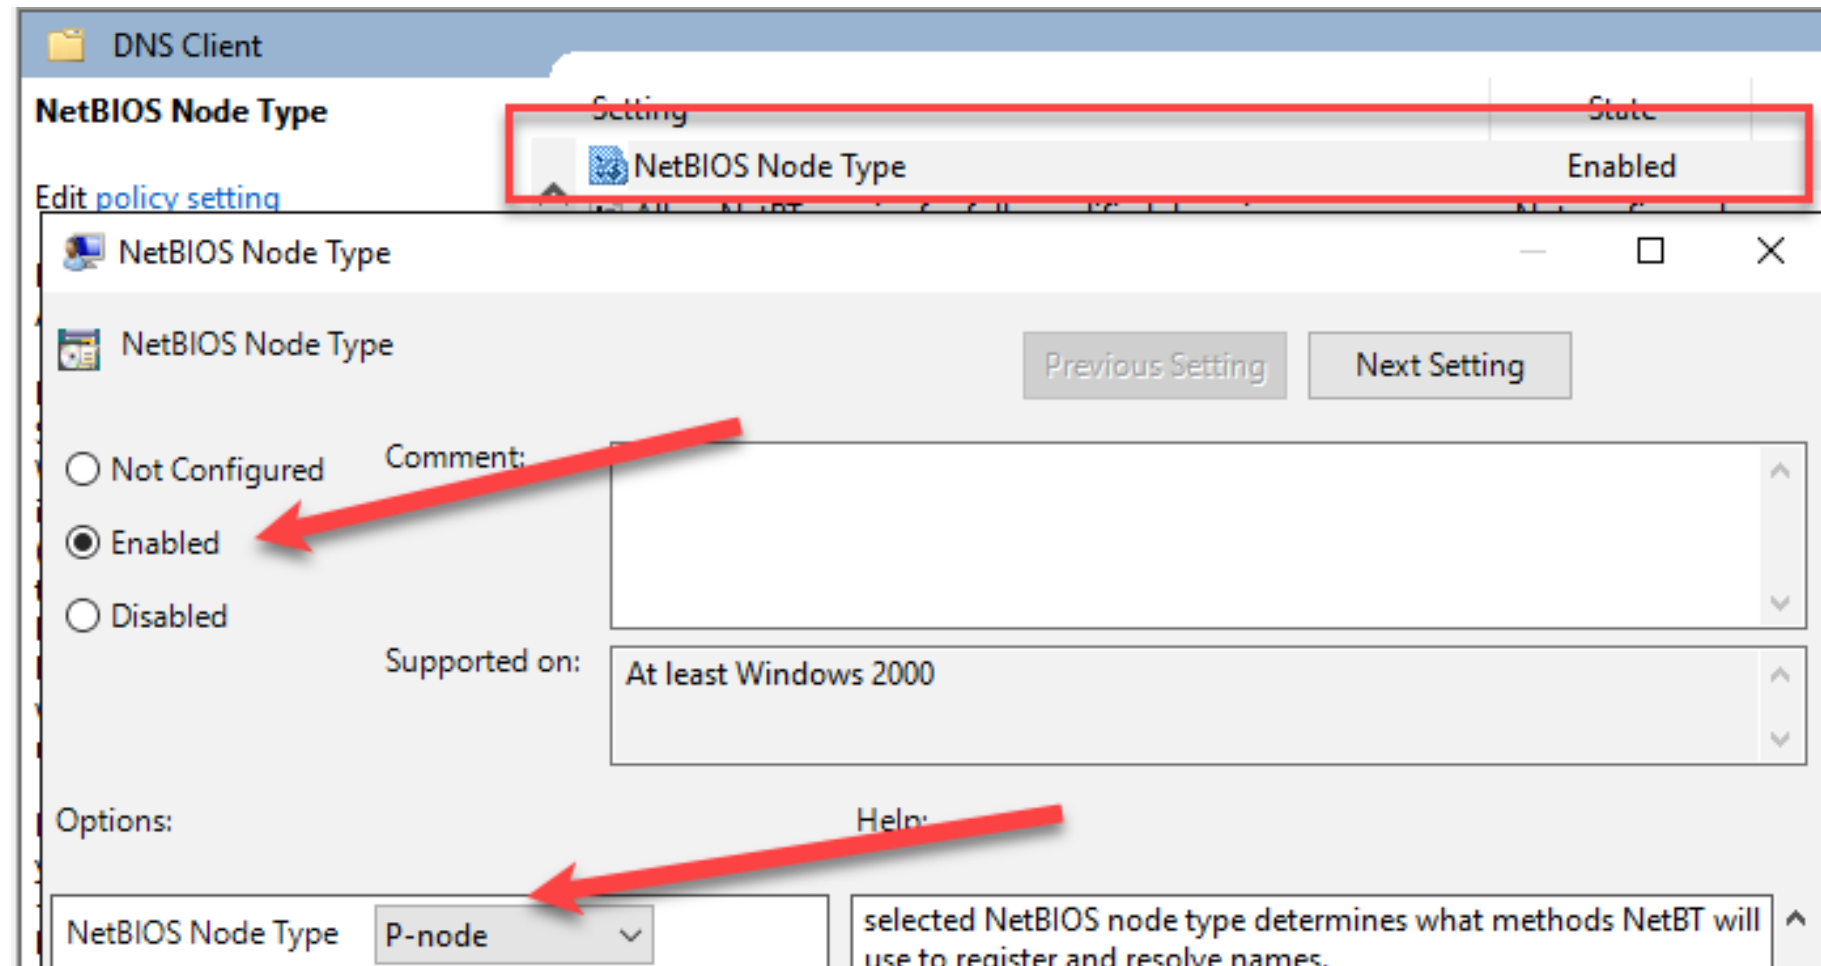 DNS Client
NetBIOS Node Type
Setting State
NetBIOS Node Type Enabled
Edit policy setting
NetBIOS Node Type
NetBIOS Node Type
Previous Setting Next Setting
Comment:
Not Configured
Enabled
Disabled
Supported on:
At least Windows 2000
Options:
Help:
NetBIOS Node Type P-node
selected NetBIOS node type determines what methods NetBT will
use to register and resolve names.